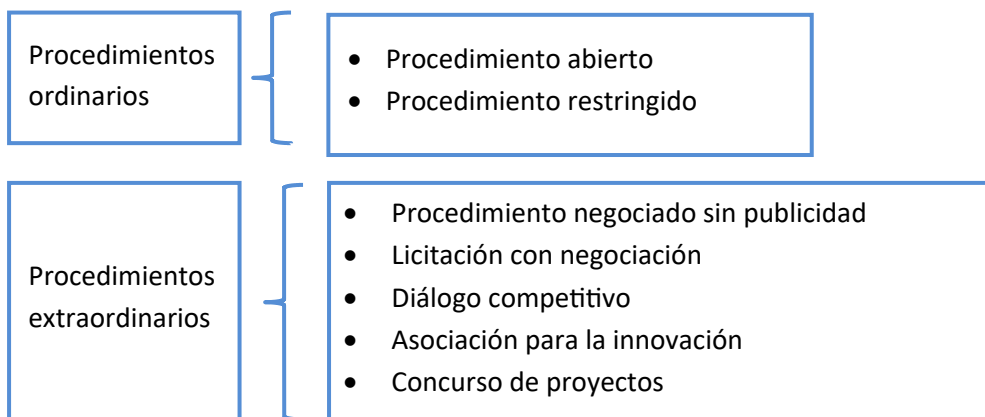 Procedimientos
ordinarios
• Procedimiento abierto
• Procedimiento restringido
Procedimientos
extraordinarios
• Procedimiento negociado sin publicidad
• Licitación con negociación
• Diálogo competitivo
• Asociación para la innovación
• Concurso de proyectos